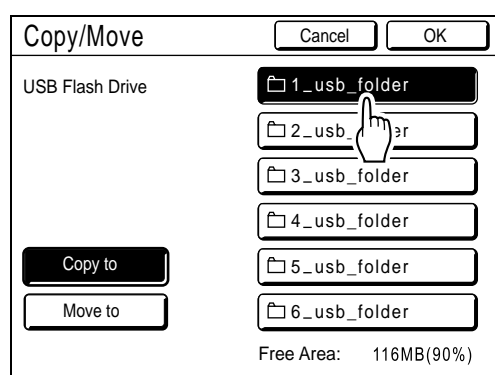 Copy/Move
Cancel
OK
USB Flash Drive
1_usb_folder
2_usb_
3_usb_folder
4_usb_folder
Copy to
5_usb_folder
Move to
6_usb_folder
Free Area: 116MB(90%)